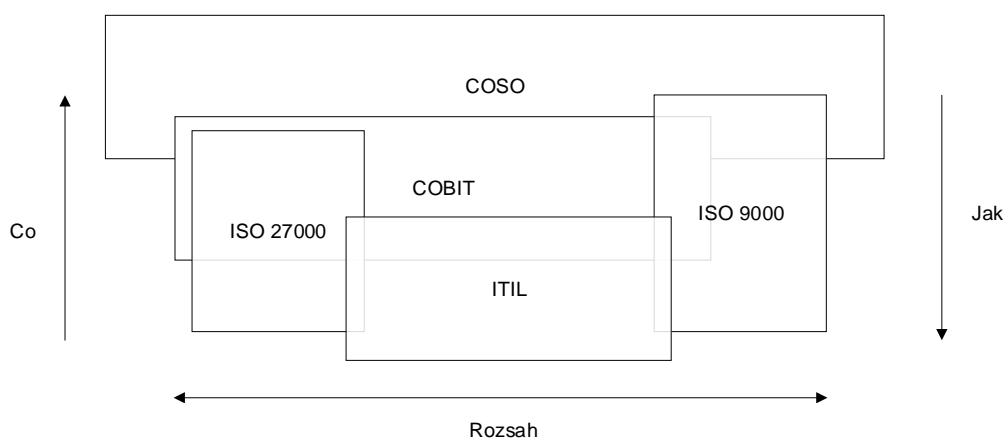 COSO
COBIT
ISO 9000
Co
ISO 27000
Jak
ITIL
Rozsah